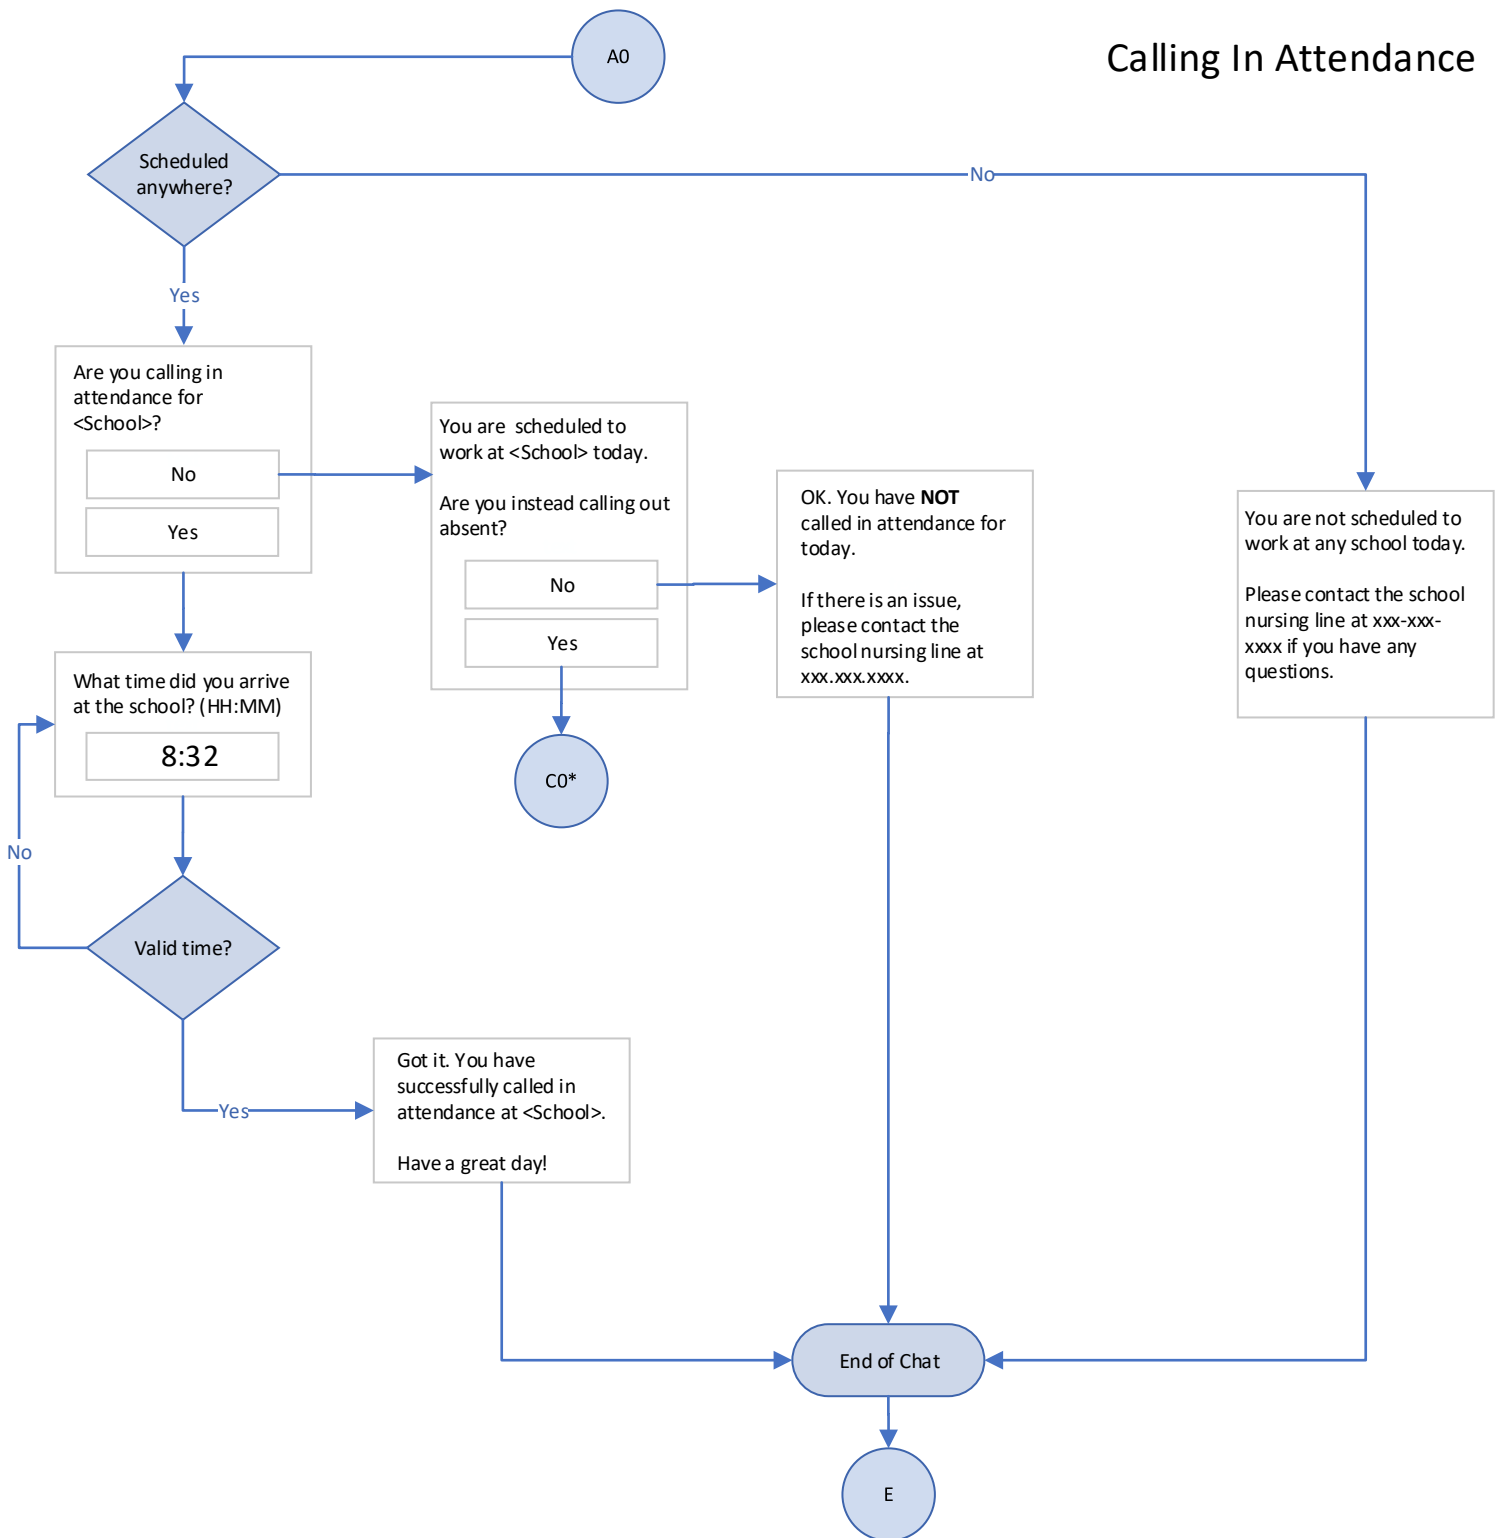 A0
Calling In Attendance
Scheduled
anywhere?
No
Yes
Are you calling in
attendance for
<School>?
No
Yes
You are scheduled to
work at <School> today.
Are you instead calling out
absent?
No
Yes
OK. You have NOT
called in attendance for
today.
If there is an issue,
please contact the
school nursing line at
xxx.xxx.xxxx.
You are not scheduled to
work at any school today.
Please contact the school
nursing line at xxx-xxx-
xxxx if you have any
questions.
What time did you arrive
at the school? (HH:MM)
8:32
C0*
No
Valid time?
Yes
Got it. You have
successfully called in
attendance at <School>.
Have a great day!
End of Chat
E